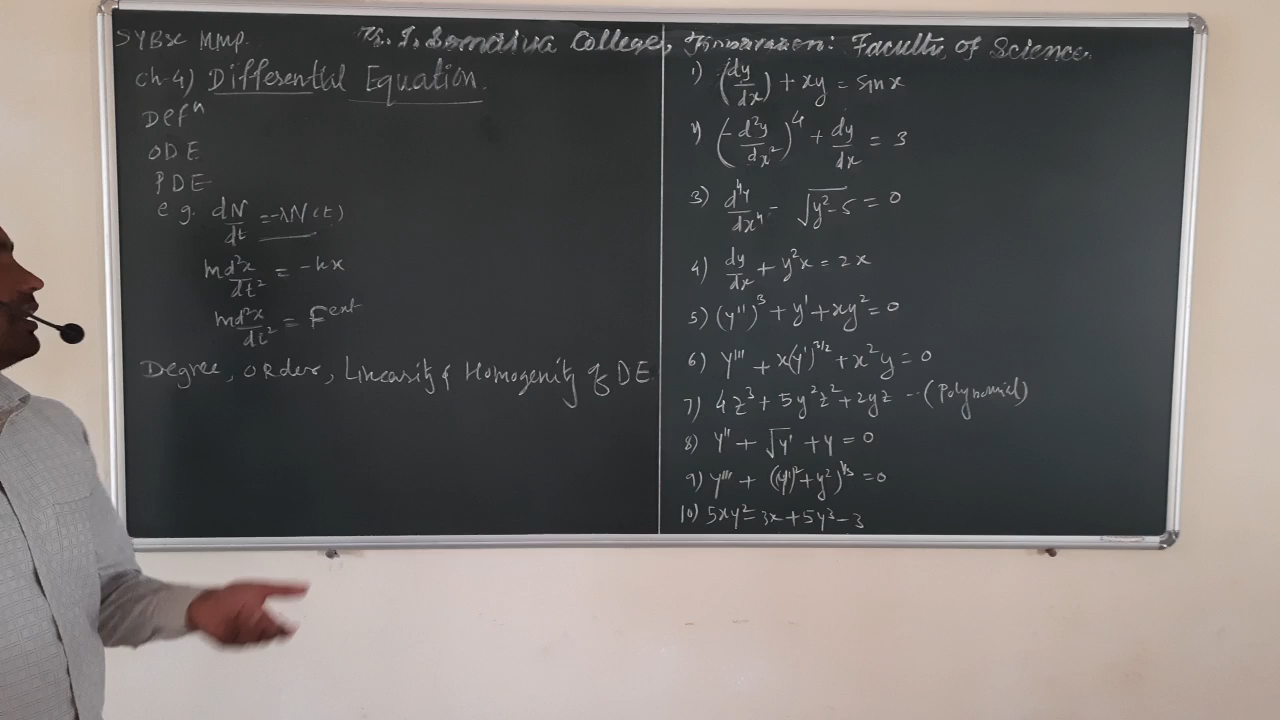 SYBSc MMP.
K. J. Somaiya College, Faculty of Science.
Ch-4) Differential Equation.
Defⁿ
ODE
PDE
e.g. dN/dt = -λN(t)
md²x/dt² = -kx
md²x/dt² = Fᵉˣᵗ
Degree, order, Linearity & Homogenity of DE
1) (dy/dx) + xy = sin x
2) (d²y/dx²)⁴ + dy/dx = 3
3) d⁴y/dx⁴ - √(y²-5) = 0
4) dy/dx + y²x = 2x
5) (y'')³ + y' + xy² = 0
6) y''' + x(y')^(3/2) + x²y = 0
7) 4z³ + 5y²z² + 2yz --(Polynomial)
8) y'' + √y' + y = 0
9) y''' + ((y')² + y²)^(1/3) = 0
10) 5xy² - 3x + 5y³ - 3